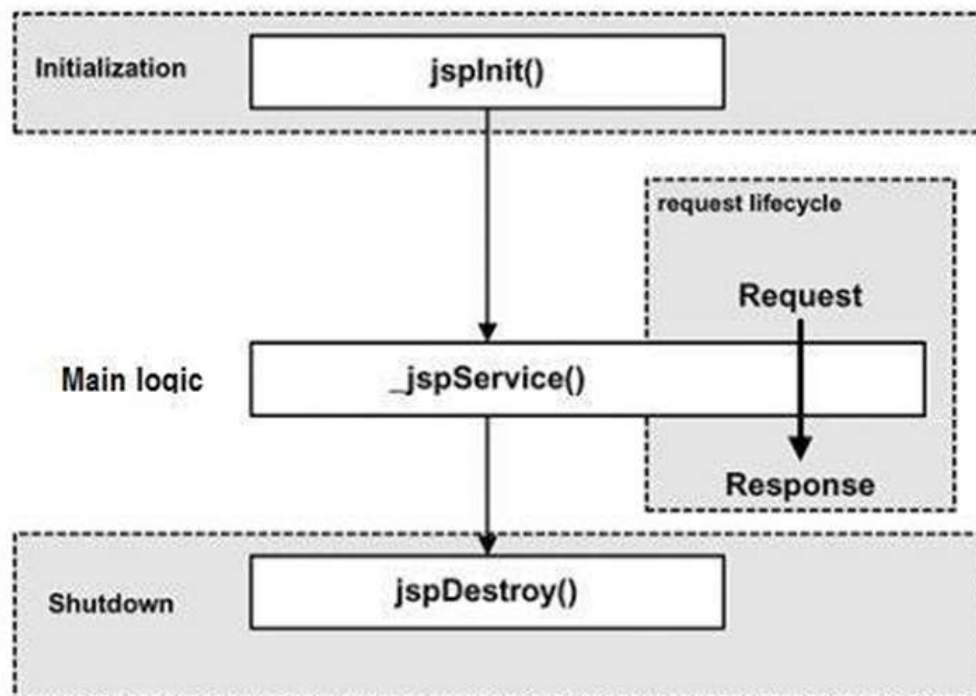 Initialization
jspInit()
request lifecycle
Request
Main logic
_jspService()
Response
Shutdown
jspDestroy()